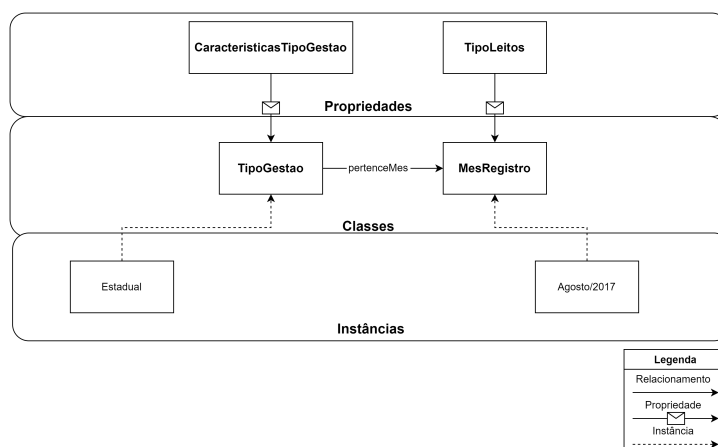 CaracteristicasTipoGestao
TipoLeitos
Propriedades
TipoGestao
pertenceMes
MesRegistro
Classes
Estadual
Agosto/2017
Instâncias
Legenda
Relacionamento
Propriedade
Instância